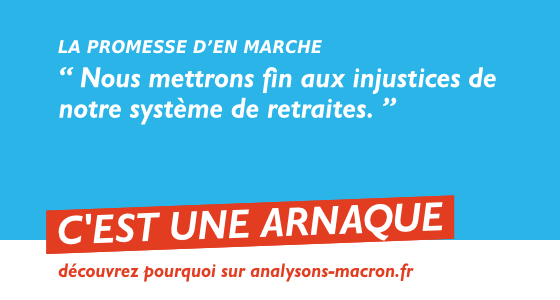 LA PROMESSE D’EN MARCHE
“ Nous mettrons fin aux injustices de
notre système de retraites. ”
C'EST UNE ARNAQUE
découvrez pourquoi sur analysons-macron.fr